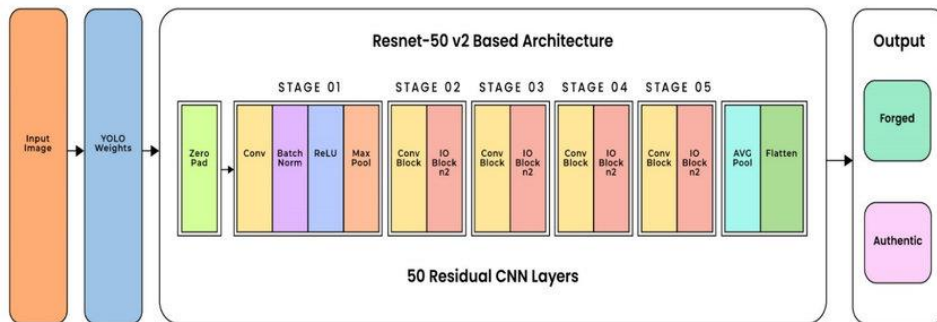 Input
Image
YOLO
Weights
Resnet-50 v2 Based Architecture
STAGE 01
STAGE 02
STAGE 03
STAGE 04
STAGE 05
Zero
Pad
Conv
Batch
Norm
ReLU
Max
Pool
Conv
Block
IO
Block
n2
Conv
Block
IO
Block
n2
Conv
Block
IO
Block
n2
Conv
Block
IO
Block
n2
AVG
Pool
Flatten
50 Residual CNN Layers
Output
Forged
Authentic